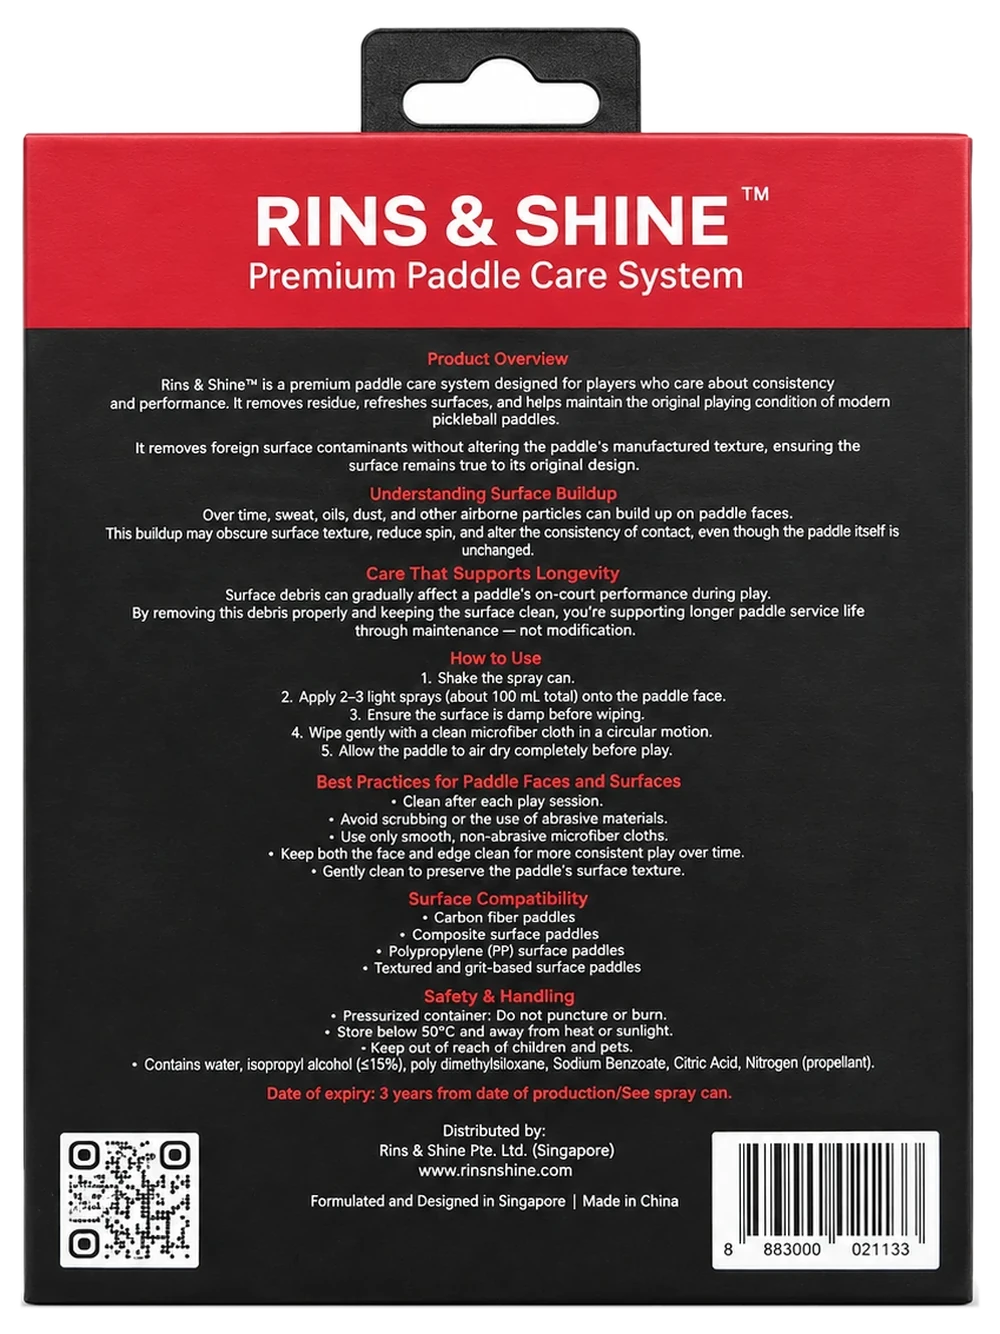 RINS & SHINE™
Premium Paddle Care System
Product Overview
Rins & Shine™ is a premium paddle care system designed for players who care about consistency
and performance. It removes residue, refreshes surfaces, and helps maintain the original playing condition of modern
pickleball paddles.
It removes foreign surface contaminants without altering the paddle's manufactured texture, ensuring the
surface remains true to its original design.
Understanding Surface Buildup
Over time, sweat, oils, dust, and other airborne particles can build up on paddle faces.
This buildup may obscure surface texture, reduce spin, and alter the consistency of contact, even though the paddle itself is
unchanged.
Care That Supports Longevity
Surface debris can gradually affect a paddle's on-court performance during play.
By removing this debris properly and keeping the surface clean, you're supporting longer paddle service life
through maintenance — not modification.
How to Use
1. Shake the spray can.
2. Apply 2–3 light sprays (about 100 mL total) onto the paddle face.
3. Ensure the surface is damp before wiping.
4. Wipe gently with a clean microfiber cloth in a circular motion.
5. Allow the paddle to air dry completely before play.
Best Practices for Paddle Faces and Surfaces
• Clean after each play session.
• Avoid scrubbing or the use of abrasive materials.
• Use only smooth, non-abrasive microfiber cloths.
• Keep both the face and edge clean for more consistent play over time.
• Gently clean to preserve the paddle's surface texture.
Surface Compatibility
• Carbon fiber paddles
• Composite surface paddles
• Polypropylene (PP) surface paddles
• Textured and grit-based surface paddles
Safety & Handling
• Pressurized container: Do not puncture or burn.
• Store below 50°C and away from heat or sunlight.
• Keep out of reach of children and pets.
• Contains water, isopropyl alcohol (≤15%), poly dimethylsiloxane, Sodium Benzoate, Citric Acid, Nitrogen (propellant).
Date of expiry: 3 years from date of production/See spray can.
Distributed by:
Rins & Shine Pte. Ltd. (Singapore)
www.rinsnshine.com
Formulated and Designed in Singapore | Made in China
8 883000 021133